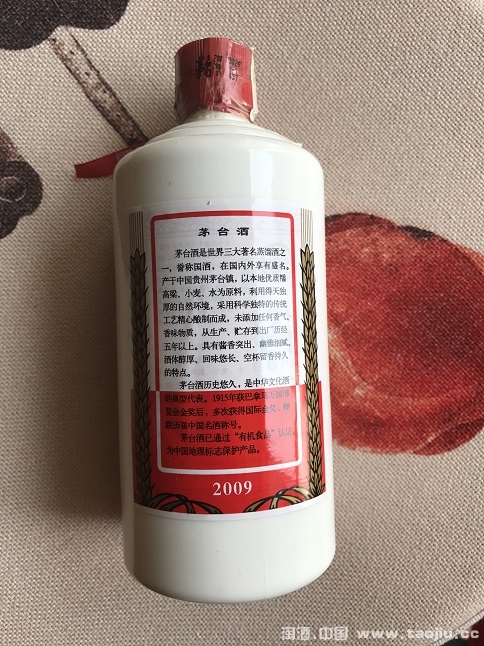 茅台酒
茅台酒是世界三大著名蒸馏酒之
一，誉称国酒，在国内外享有盛名。
产于中国贵州茅台镇，以本地优质糯
高粱、小麦、水为原料，利用得天独
厚的自然环境，采用科学独特的传统
工艺精心酿制而成，未添加任何香气、
香味物质，从生产、贮存到出厂历经
五年以上。具有酱香突出、幽雅细腻、
酒体醇厚、回味悠长、空杯留香持久
的特点。
茅台酒历史悠久，是中华文化酒
的典型代表。1915年获巴拿马万国博
览会金奖后，多次获得国际金奖，蝉
联历届中国名酒称号。
茅台酒已通过“有机食品”认证，
为中国地理标志保护产品。
2009
淘酒.中国 www.taojiu.cc